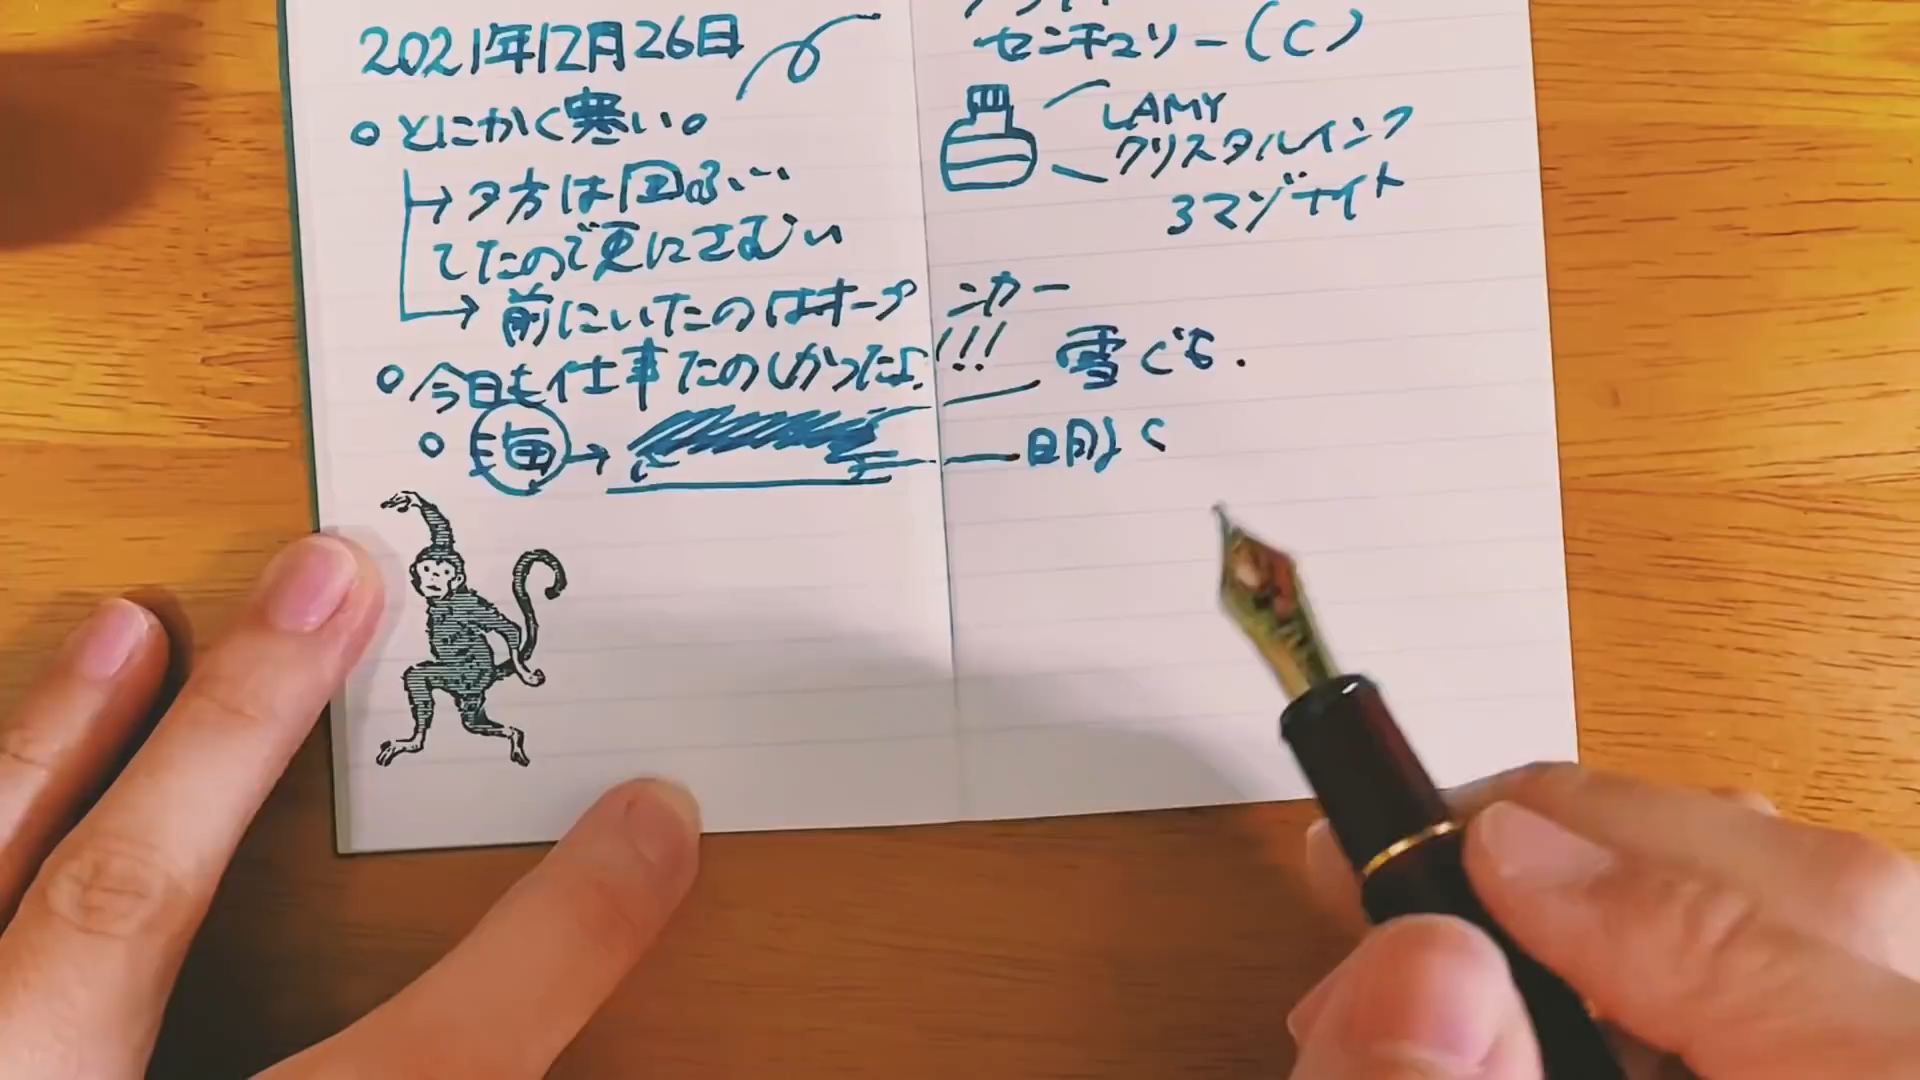 2021年12月26日
とにかく寒い。
→夕方は囲ふ…
てたので更にさむい
→前にいたのはオープンカー
今日も仕事たのしかったよ!!!
海→
雪ぐも.
明く
センチュリー(C)
LAMY
クリスタルインク
アマゾナイト